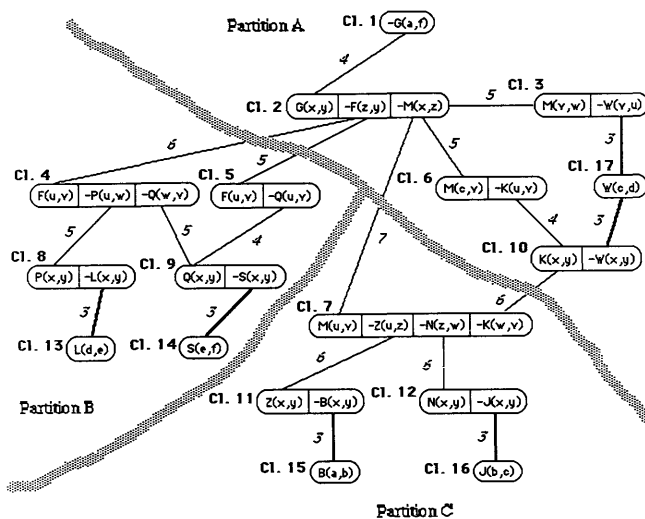 Partition A
Cl. 1 -G(a,f)
4
Cl. 2 G(x,y) -F(z,y) -M(x,z)
5
Cl. 3 M(v,w) -W(v,u)
6
5
5
3
Cl. 4 F(u,v) -P(u,w) -Q(w,v)
Cl. 5 F(u,v) -Q(u,v)
Cl. 6 M(c,v) -K(u,v)
Cl. 17 W(c,d)
5
5
4
7
4
3
Cl. 8 P(x,y) -L(x,y)
Cl. 9 Q(x,y) -S(x,y)
Cl. 10 K(x,y) -W(x,y)
3
3
6
Cl. 7 M(u,v) -Z(u,z) -N(z,w) -K(w,v)
Cl. 13 L(d,e)
Cl. 14 S(e,f)
6
5
Partition B
Cl. 11 Z(x,y) -B(x,y)
Cl. 12 N(x,y) -J(x,y)
3
3
Cl. 15 B(a,b)
Cl. 16 J(b,c)
Partition C